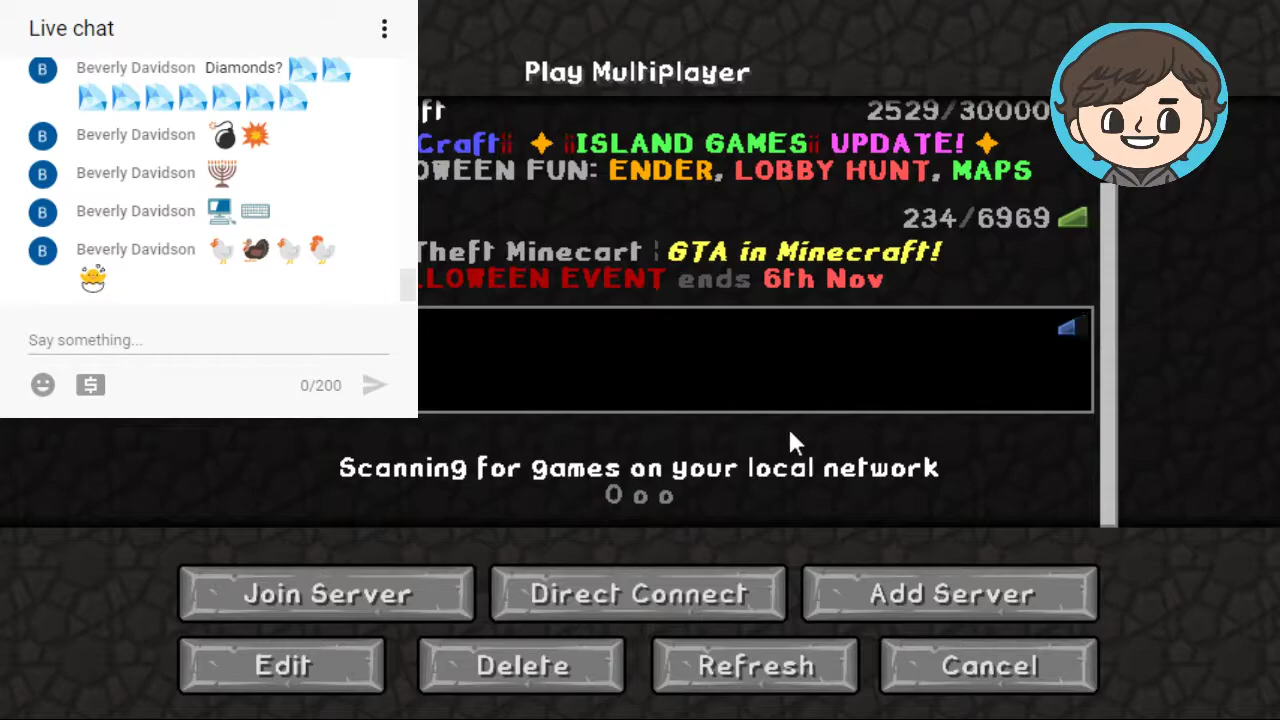 Live chat
B Beverly Davidson Diamonds?
B Beverly Davidson
B Beverly Davidson
B Beverly Davidson
B Beverly Davidson
Say something...
0/200
Play Multiplayer
ft 2529/30000
Craft ISLAND GAMES UPDATE!
OWEEN FUN: ENDER, LOBBY HUNT, MAPS
234/6969
Theft Minecart GTA in Minecraft!
LOWEEN EVENT ends 6th Nov
Scanning for games on your local network
O o o
Join Server Direct Connect Add Server
Edit Delete Refresh Cancel